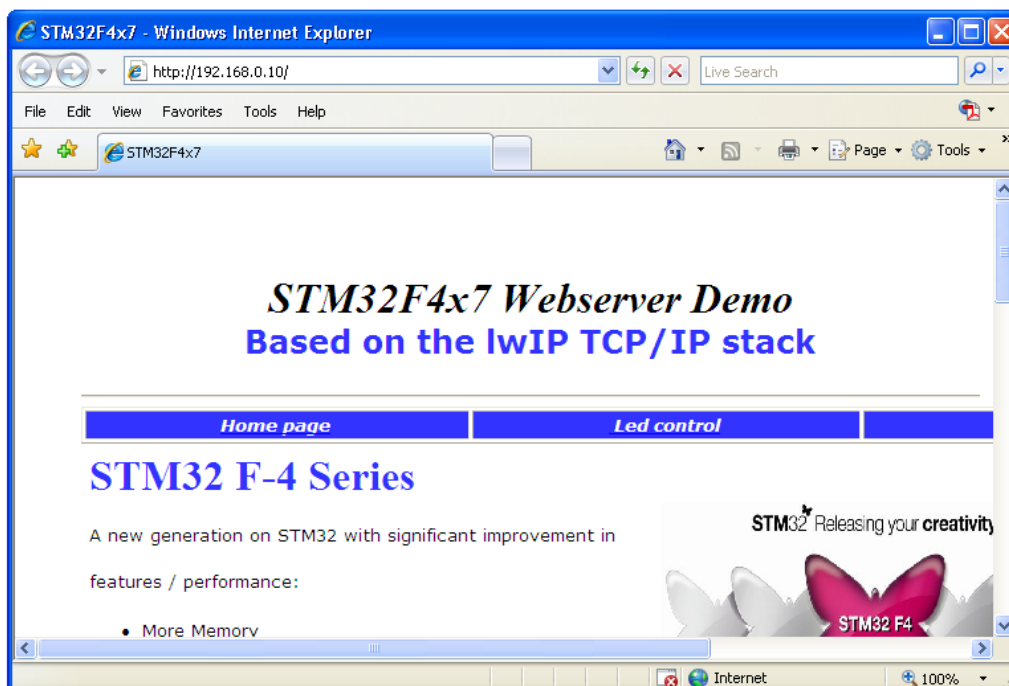 STM32F4x7 - Windows Internet Explorer
http://192.168.0.10/
Live Search
File Edit View Favorites Tools Help
STM32F4x7
Page Tools
STM32F4x7 Webserver Demo
Based on the lwIP TCP/IP stack
Home page Led control
STM32 F-4 Series
STM32 Releasing your creativity
A new generation on STM32 with significant improvement in
features / performance:
STM32 F4
• More Memory
Internet 100%